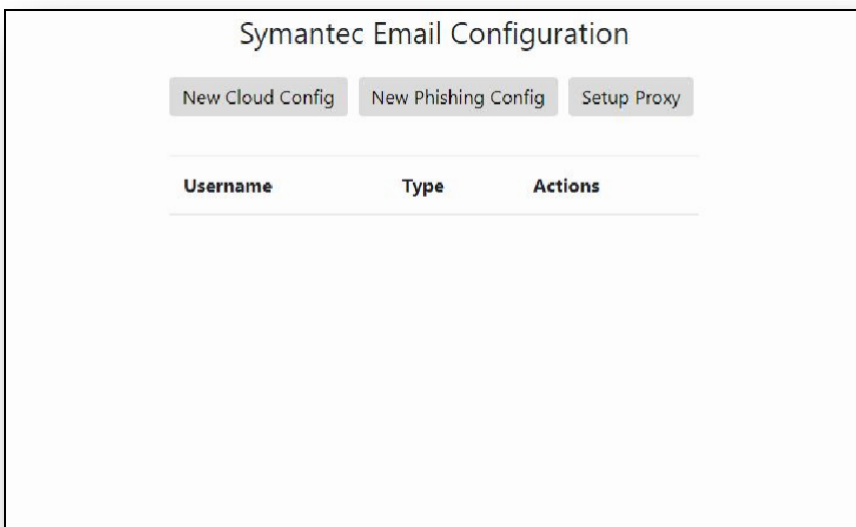 Symantec Email Configuration
New Cloud Config New Phishing Config Setup Proxy
Username Type Actions